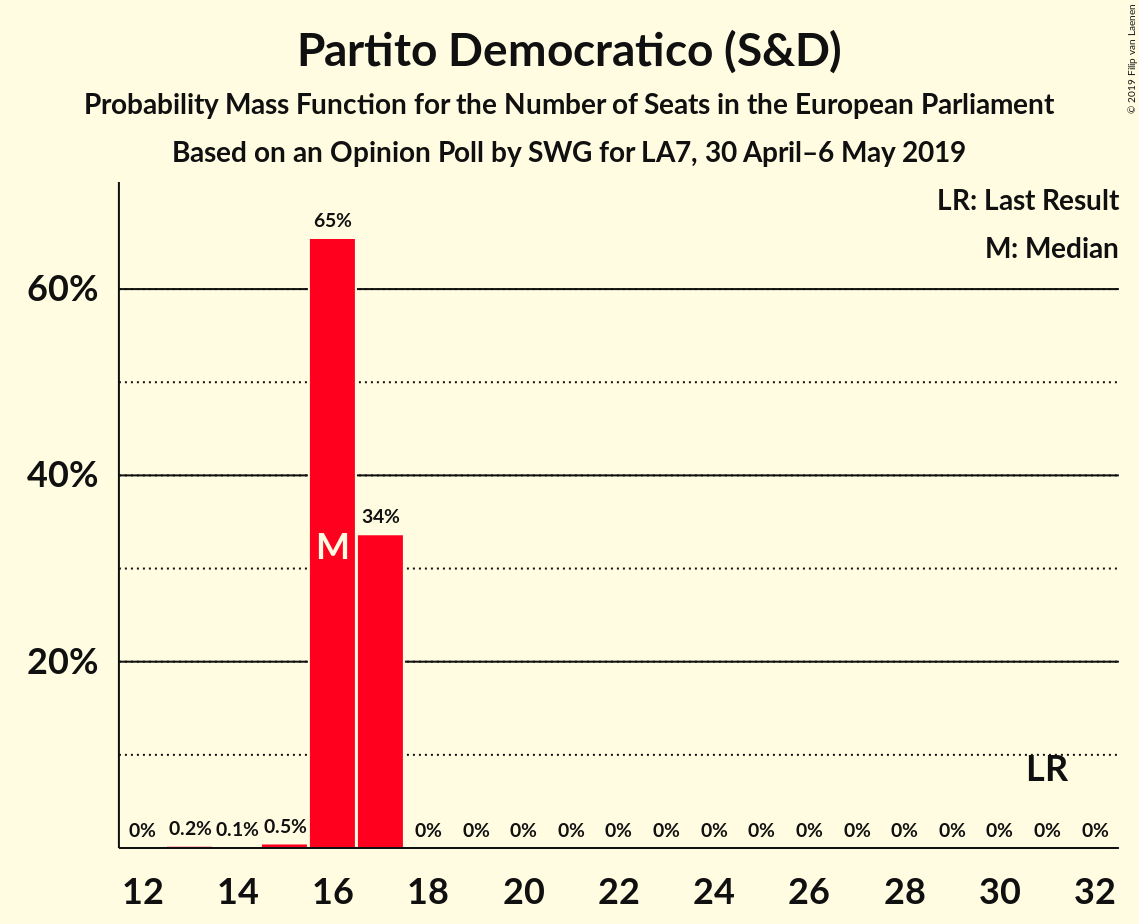 Partito Democratico (S&D)
Probability Mass Function for the Number of Seats in the European Parliament
Based on an Opinion Poll by SWG for LA7, 30 April–6 May 2019
© 2019 Filip van Laenen
LR: Last Result
M: Median
65%
60%
40%
34%
M
20%
LR
0% 0.2% 0.1% 0.5% 0% 0% 0% 0% 0% 0% 0% 0% 0% 0% 0% 0% 0% 0% 0%
12 14 16 18 20 22 24 26 28 30 32